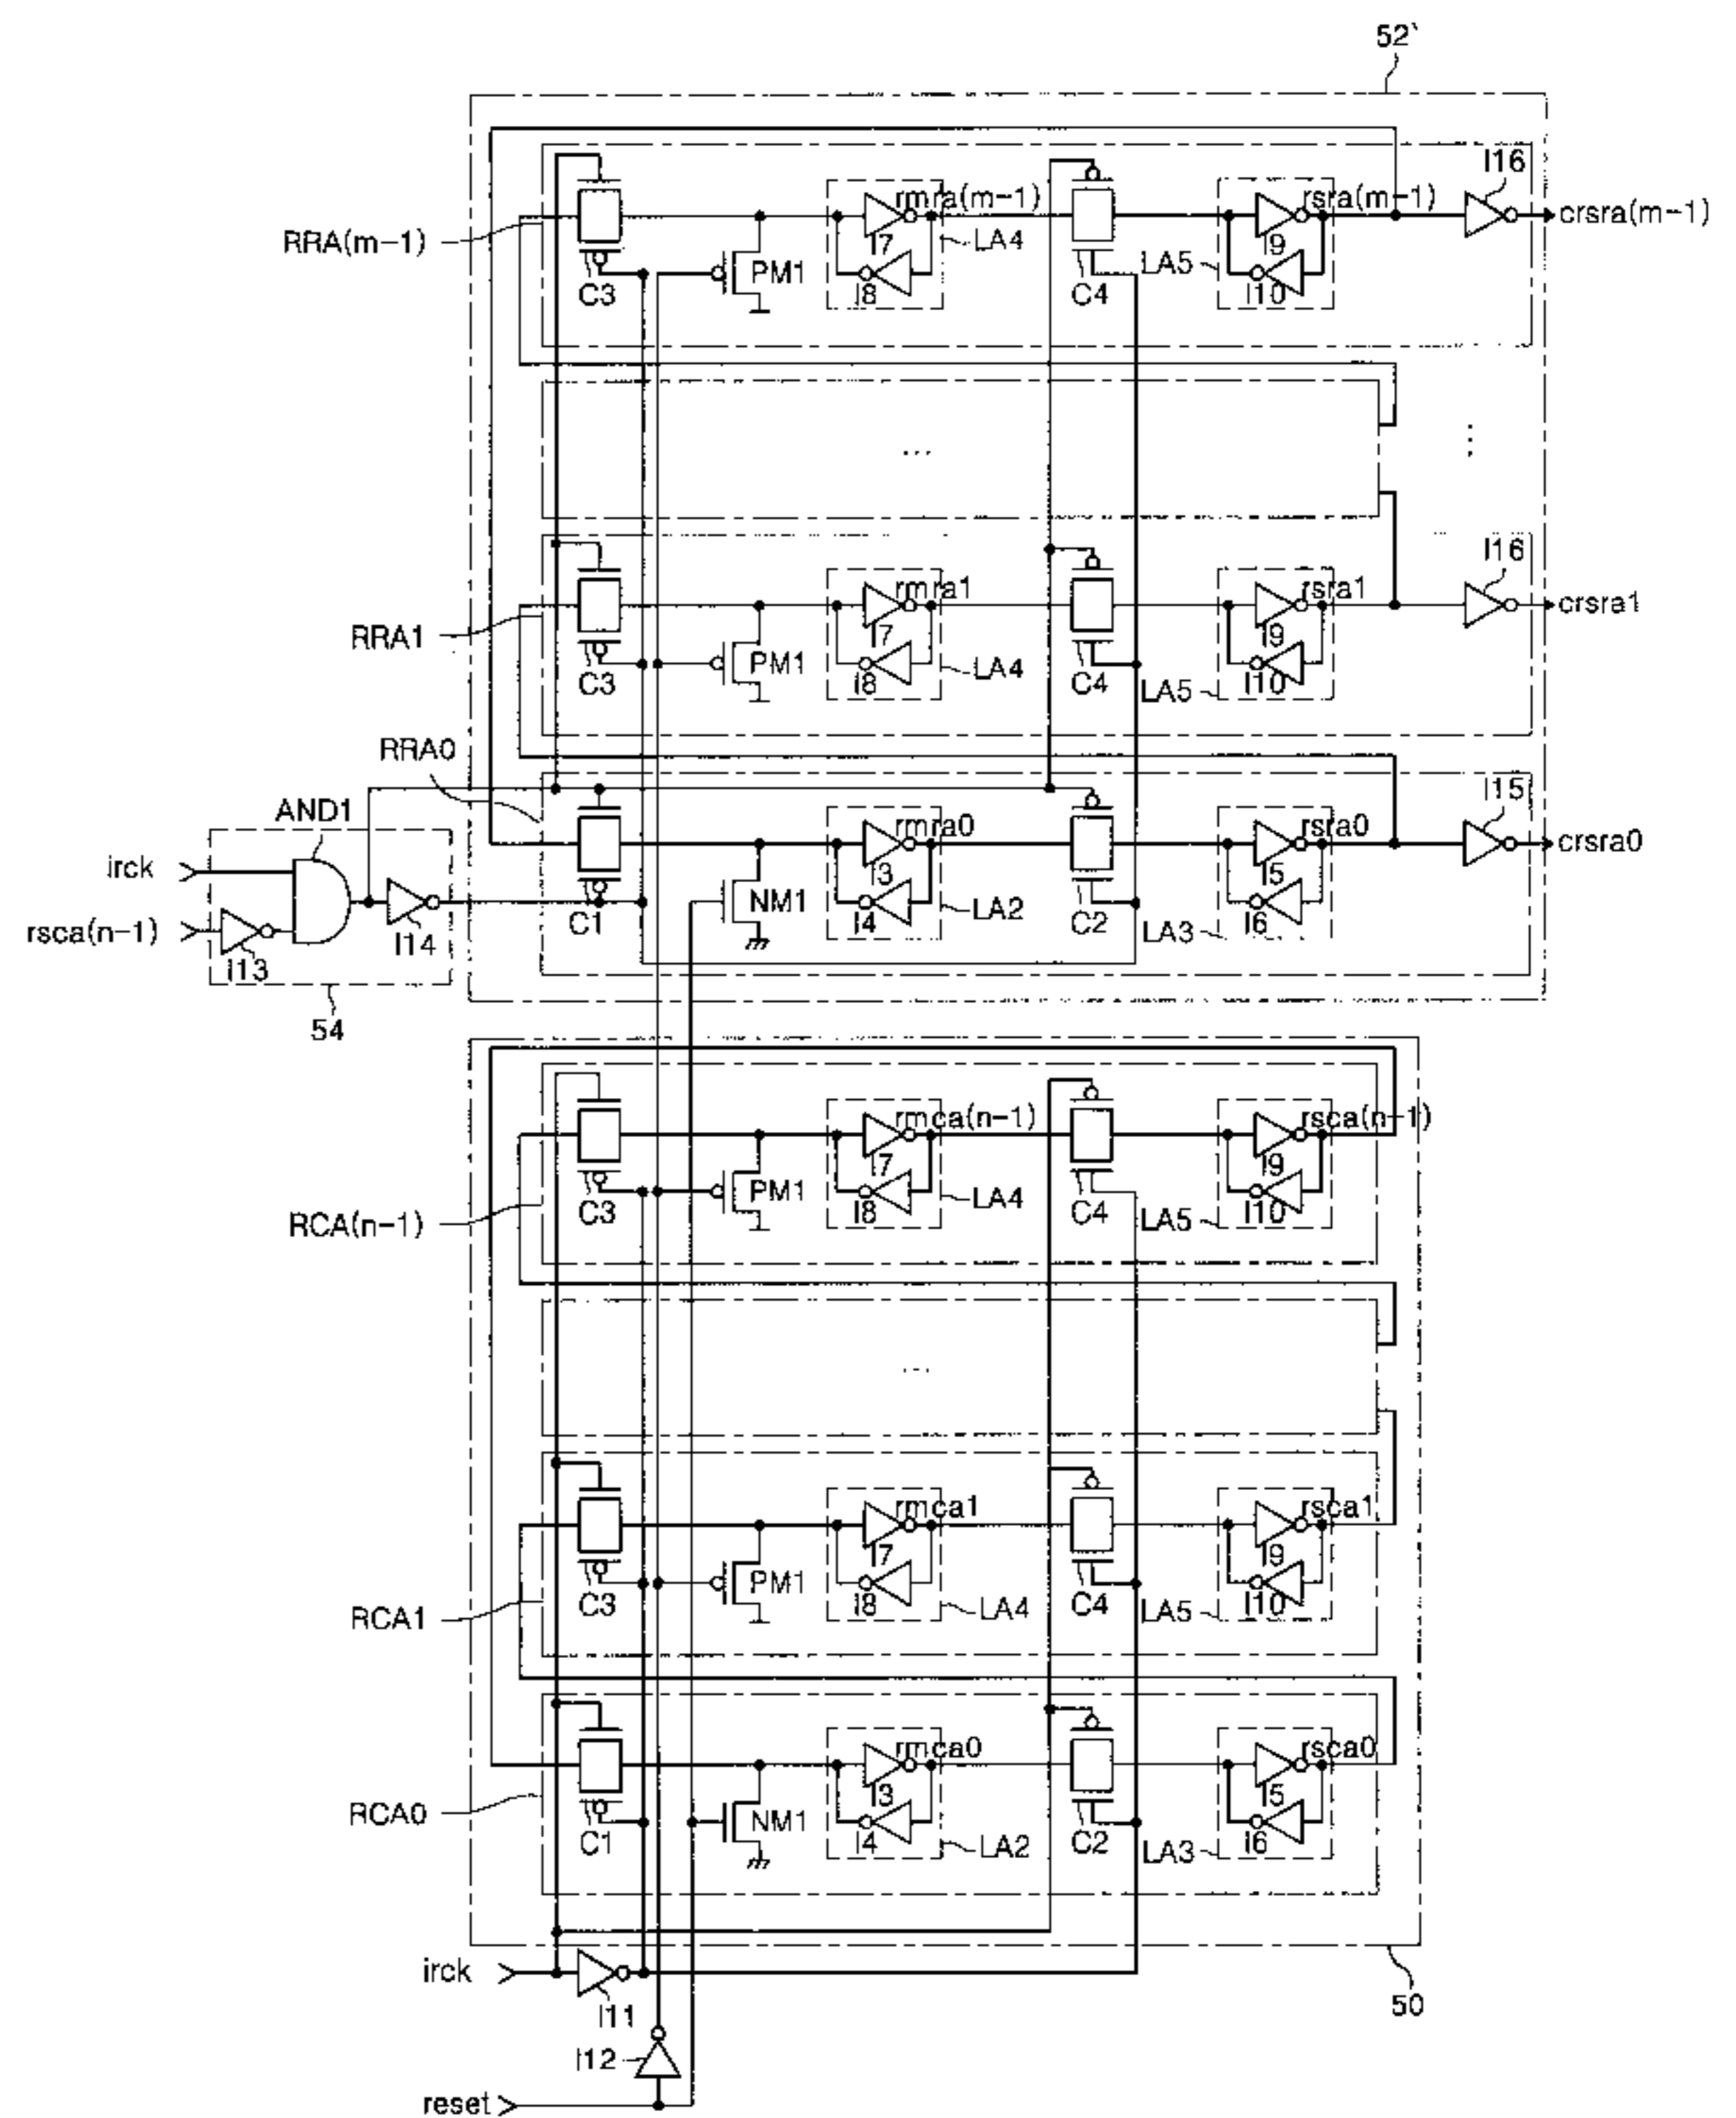 52'
I16
rmra(m-1)
rsra(m-1)
crsra(m-1)
RRA(m-1)
I7
LA4
I9
LA5
PM1
C3
I8
C4
I10
...
⋮
I16
rmra1
rsra1
crsra1
RRA1
I7
I9
PM1
LA4
C3
I8
C4
LA5
I10
RRA0
I15
AND1
rmra0
rsra0
crsra0
irck
I3
I5
NM1
LA2
C1
I4
C2
LA3
I6
rsca(n-1)
I14
I13
54
rmca(n-1)
rsca(n-1)
I7
I9
PM1
LA4
C3
I8
C4
LA5
I10
RCA(n-1)
...
rmca1
rsca1
I7
I9
PM1
C3
I8
LA4
C4
LA5
I10
RCA1
rmca0
rsca0
I3
I5
RCA0
NM1
C1
I4
LA2
C2
LA3
I6
irck
I11
50
I12
reset